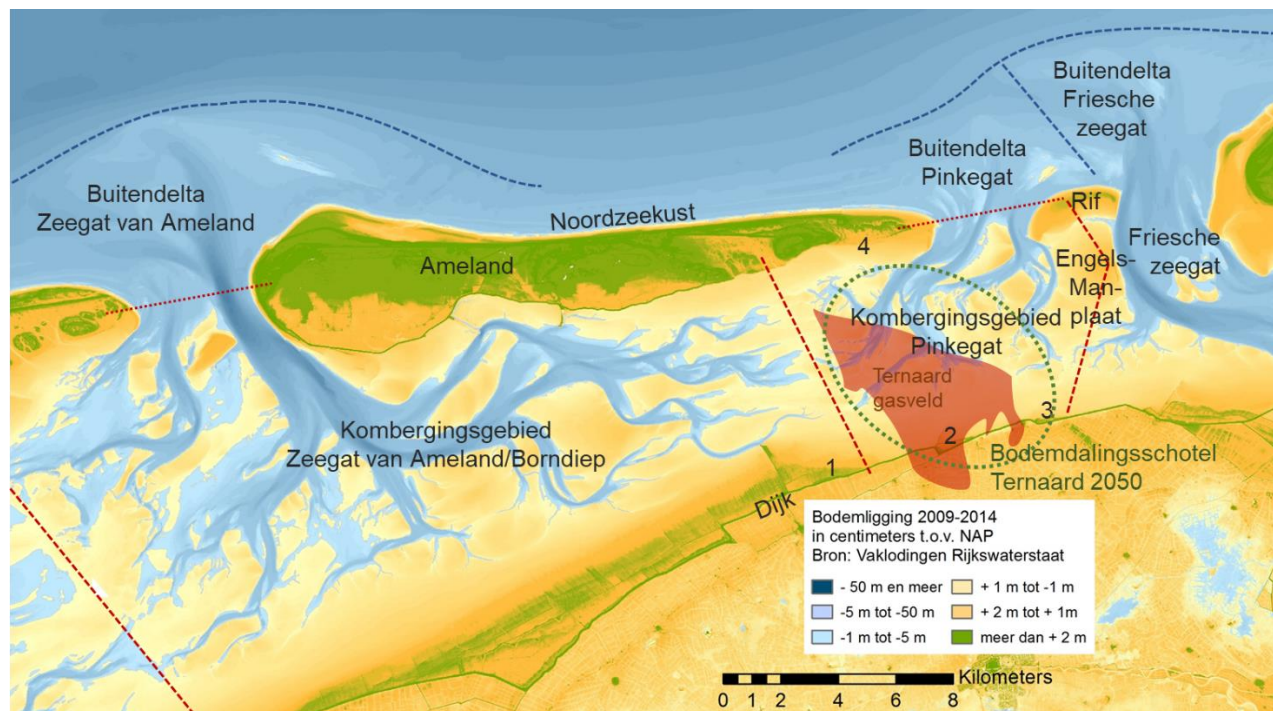 Buitendelta
Friesche
zeegat
Buitendelta
Pinkegat
Buitendelta
Zeegat van Ameland
Noordzeekust
Rif
Ameland
4
Friesche
zeegat
Engels-
Man-
plaat
Kombergingsgebied
Pinkegat
Ternaard
gasveld
Kombergingsgebied
Zeegat van Ameland/Borndiep
3
2
1
Bodemdalingsschotel
Ternaard 2050
Dijk
Bodemligging 2009-2014
in centimeters t.o.v. NAP
Bron: Vaklodingen Rijkswaterstaat
- 50 m en meer
+ 1 m tot -1 m
-5 m tot -50 m
+ 2 m tot + 1m
-1 m tot -5 m
meer dan + 2 m
Kilometers
0 1 2 4 6 8